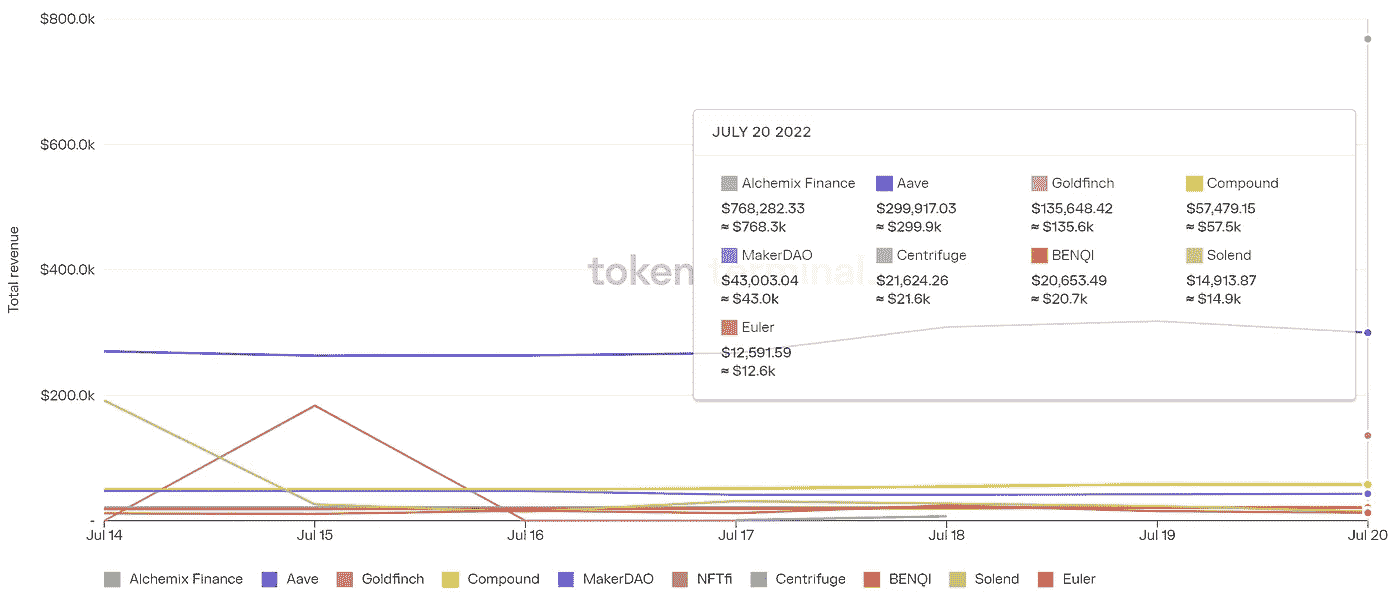 $800.0k
$600.0k
$400.0k
$200.0k
-
Total revenue
token terminal
JULY 20 2022
Alchemix Finance Aave Goldfinch Compound
$768,282.33 $299,917.03 $135,648.42 $57,479.15
≈ $768.3k ≈ $299.9k ≈ $135.6k ≈ $57.5k
MakerDAO Centrifuge BENQI Solend
$43,003.04 $21,624.26 $20,653.49 $14,913.87
≈ $43.0k ≈ $21.6k ≈ $20.7k ≈ $14.9k
Euler
$12,591.59
≈ $12.6k
Jul 14 Jul 15 Jul 16 Jul 17 Jul 18 Jul 19 Jul 20
Alchemix Finance Aave Goldfinch Compound MakerDAO NFTfi Centrifuge BENQI Solend Euler